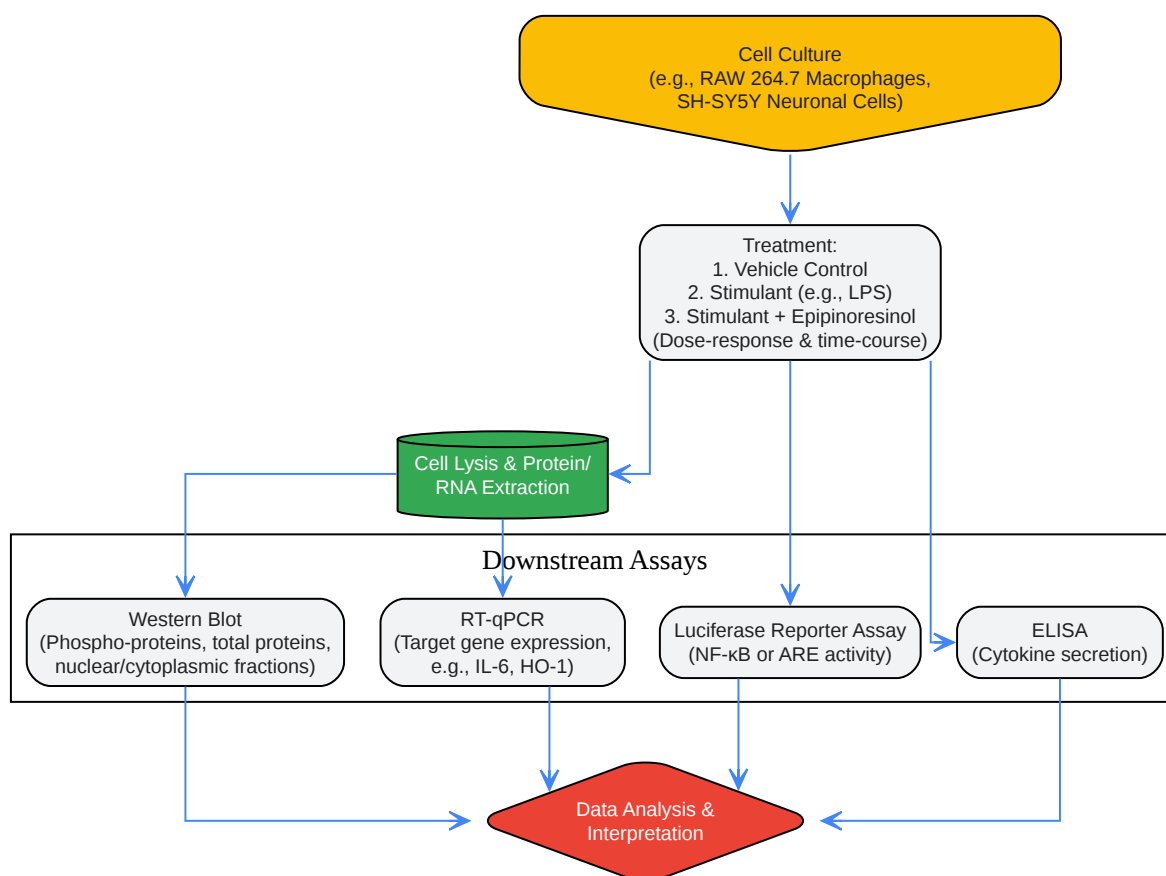 Cell Culture
(e.g., RAW 264.7 Macrophages,
SH-SY5Y Neuronal Cells)
Treatment:
1. Vehicle Control
2. Stimulant (e.g., LPS)
3. Stimulant + Epipinoresinol
(Dose-response & time-course)
Cell Lysis & Protein/
RNA Extraction
Downstream Assays
Western Blot
(Phospho-proteins, total proteins,
nuclear/cytoplasmic fractions)
RT-qPCR
(Target gene expression,
e.g., IL-6, HO-1)
Luciferase Reporter Assay
(NF-κB or ARE activity)
ELISA
(Cytokine secretion)
Data Analysis &
Interpretation